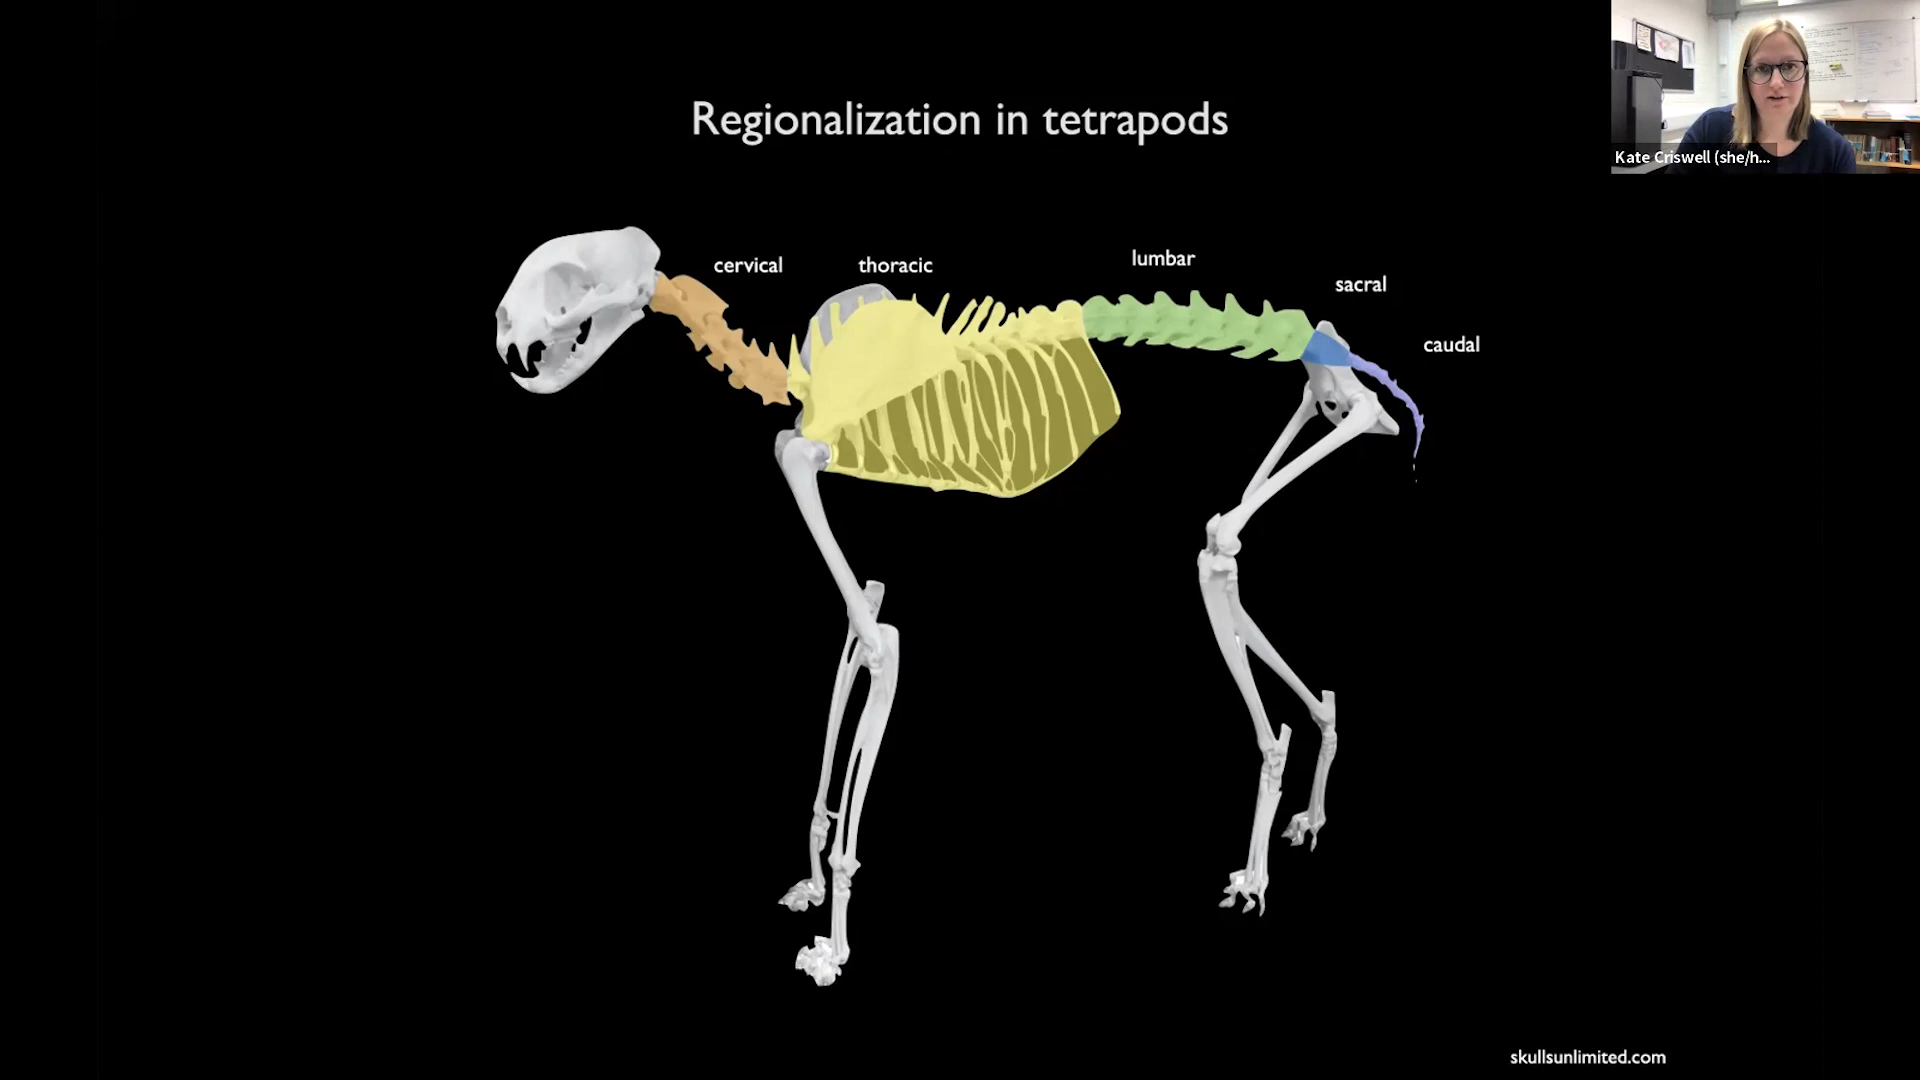 Regionalization in tetrapods
Kate Criswell (she/h...
cervical
thoracic
lumbar
sacral
caudal
skullsunlimited.com